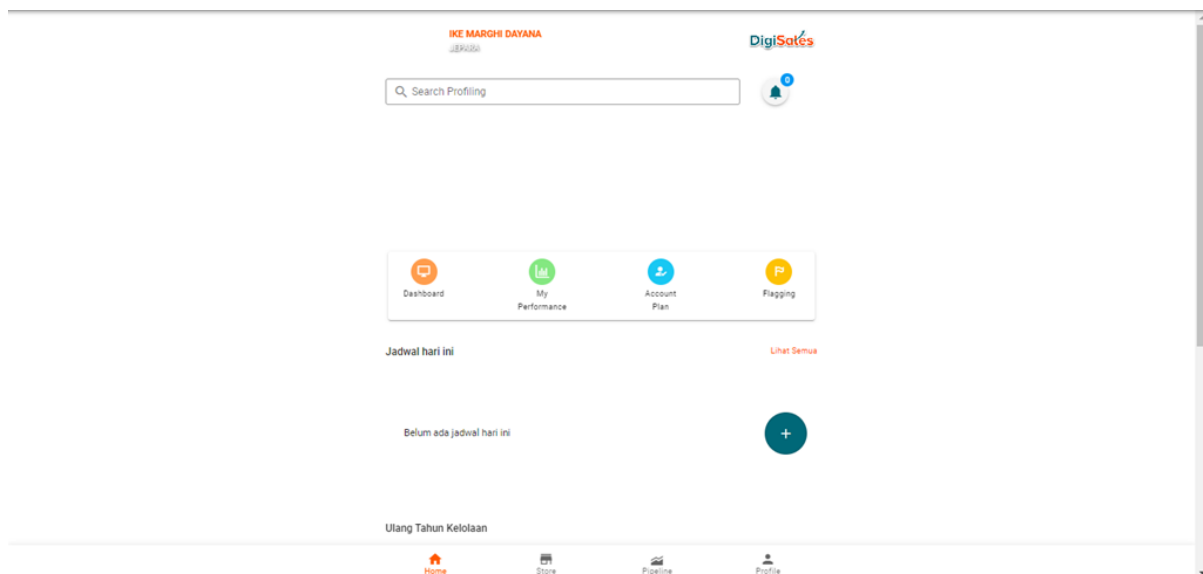 IKE MARGHI DAYANA
JEPARA
DigiSales
Search Profiling
0
Dashboard
My
Performance
Account
Plan
Flagging
Jadwal hari ini
Lihat Semua
Belum ada jadwal hari ini
Ulang Tahun Kelolaan
Home
Store
Pipeline
Profile